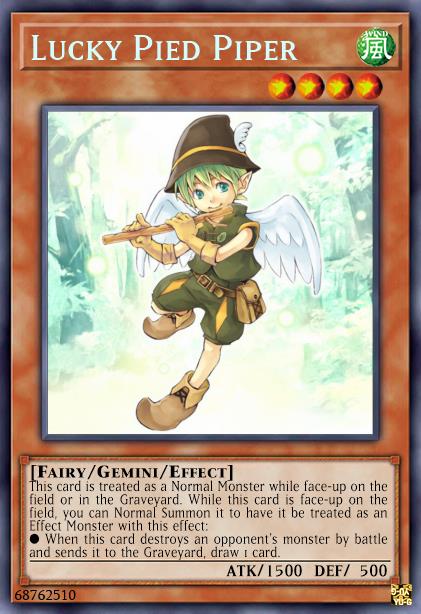 Lucky Pied Piper
WIND
風
[Fairy/Gemini/Effect]
This card is treated as a Normal Monster while face-up on the
field or in the Graveyard. While this card is face-up on the
field, you can Normal Summon it to have it be treated as an
Effect Monster with this effect:
● When this card destroys an opponent's monster by battle
and sends it to the Graveyard, draw 1 card.
ATK/1500 DEF/ 500
68762510